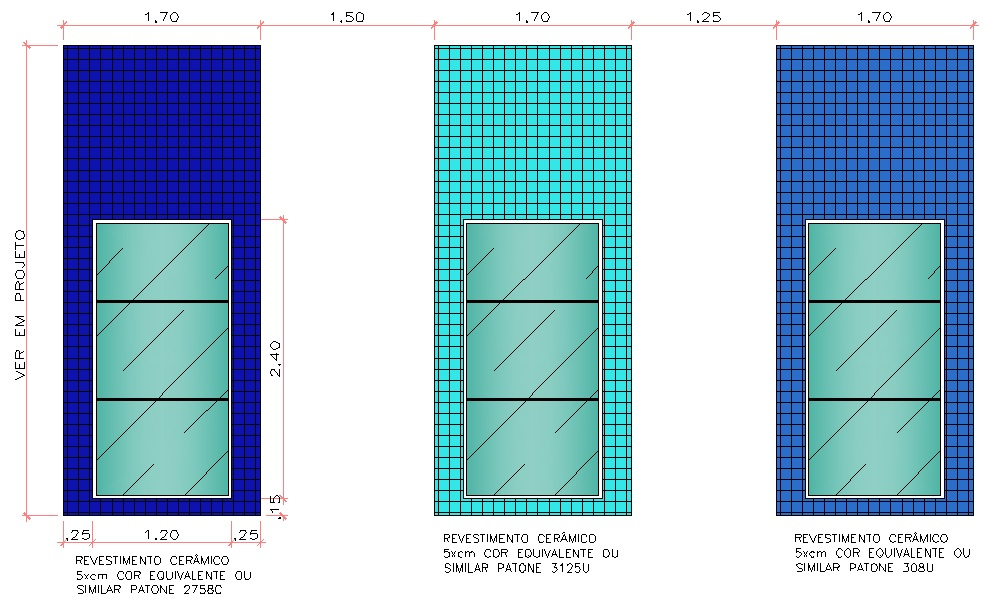 1.70
1.50
1.70
1.25
1.70
VER EM PROJETO
2.40
.15
.25
1.20
.25
REVESTIMENTO CERÂMICO
5xcm COR EQUIVALENTE OU
SIMILAR PATONE 2758C
REVESTIMENTO CERÂMICO
5xcm COR EQUIVALENTE OU
SIMILAR PATONE 3125U
REVESTIMENTO CERÂMICO
5xcm COR EQUIVALENTE OU
SIMILAR PATONE 308U